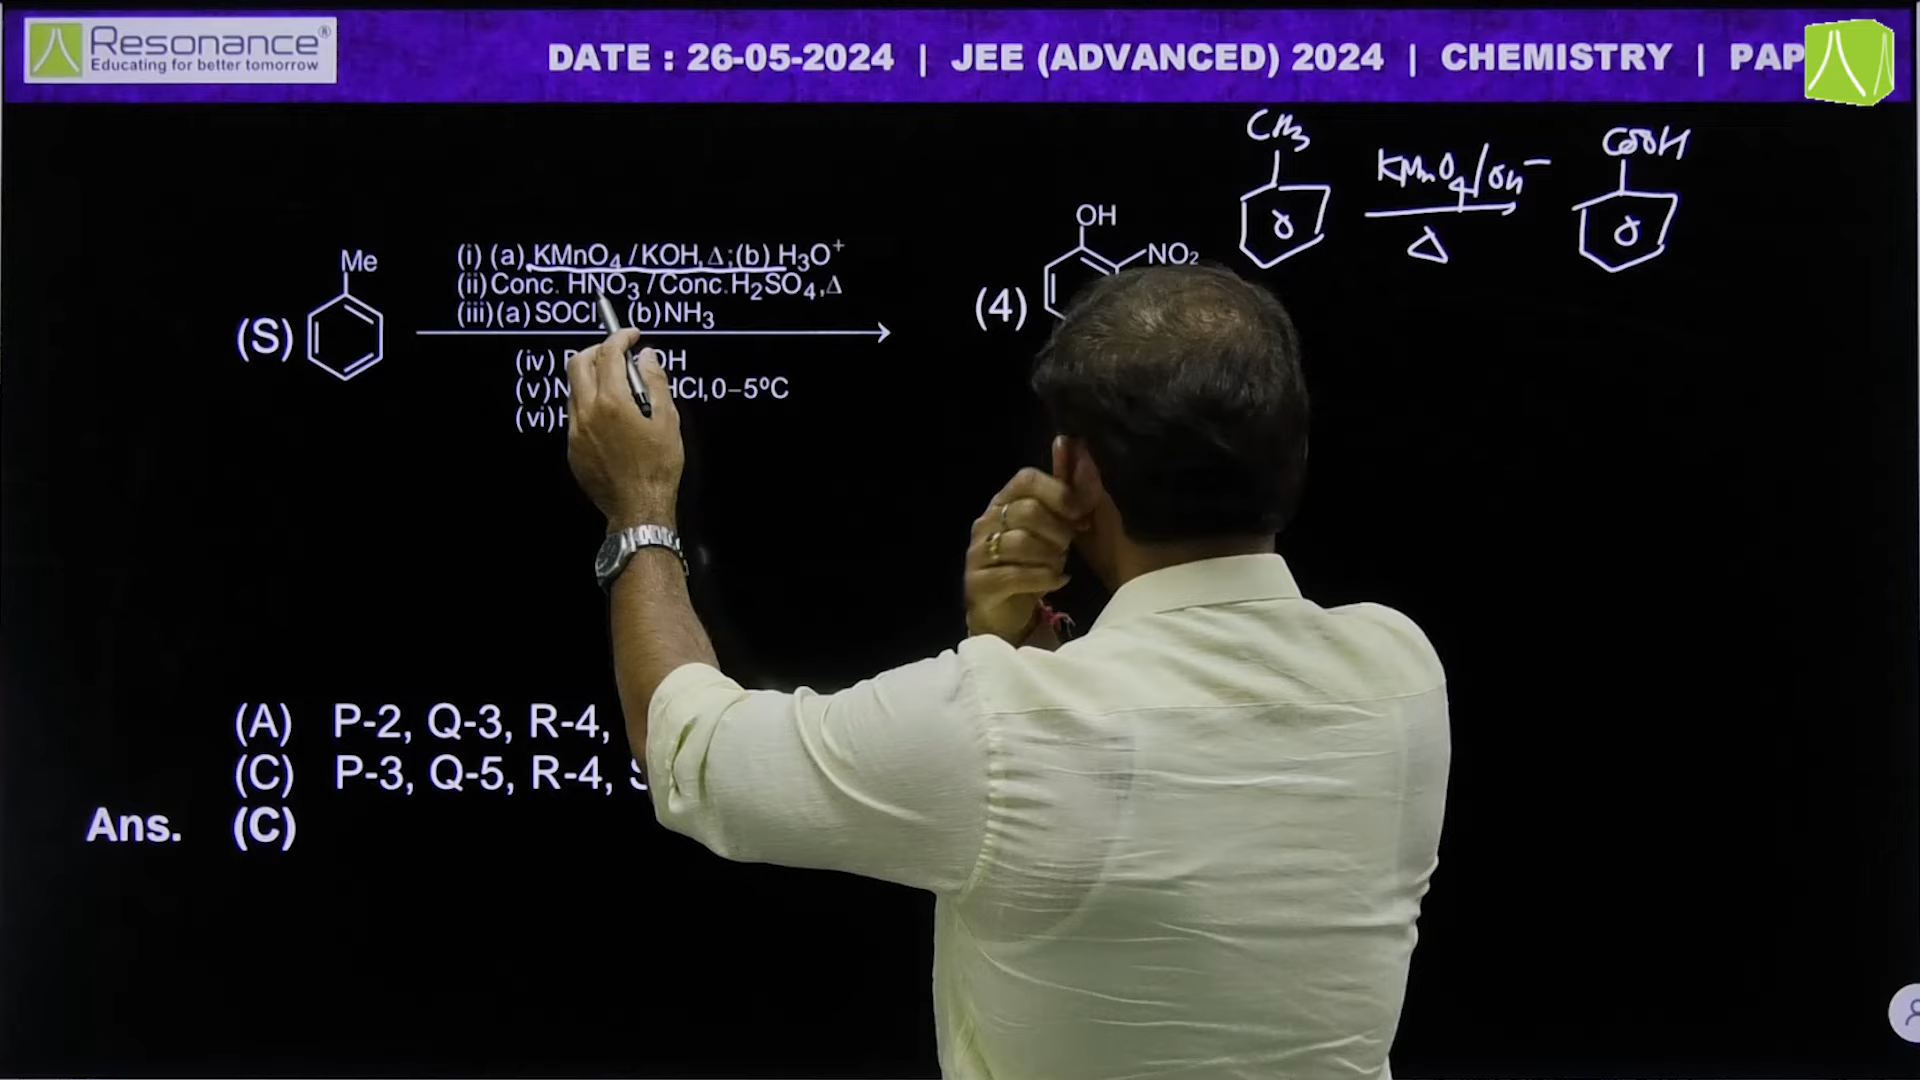 Resonance®
Educating for better tomorrow
DATE : 26-05-2024 | JEE (ADVANCED) 2024 | CHEMISTRY | PAP
CH₃
KMnO₄/OH⁻
Δ
COOH
(S)
Me
(i) (a) KMnO₄/KOH, Δ; (b) H₃O⁺
(ii) Conc. HNO₃/Conc. H₂SO₄, Δ
(iii) (a) SOCl₂ (b) NH₃
(iv) OH
(v) N HCl, 0–5ºC
(vi) H
(4)
OH
NO₂
(A) P-2, Q-3, R-4,
(C) P-3, Q-5, R-4, S
Ans. (C)